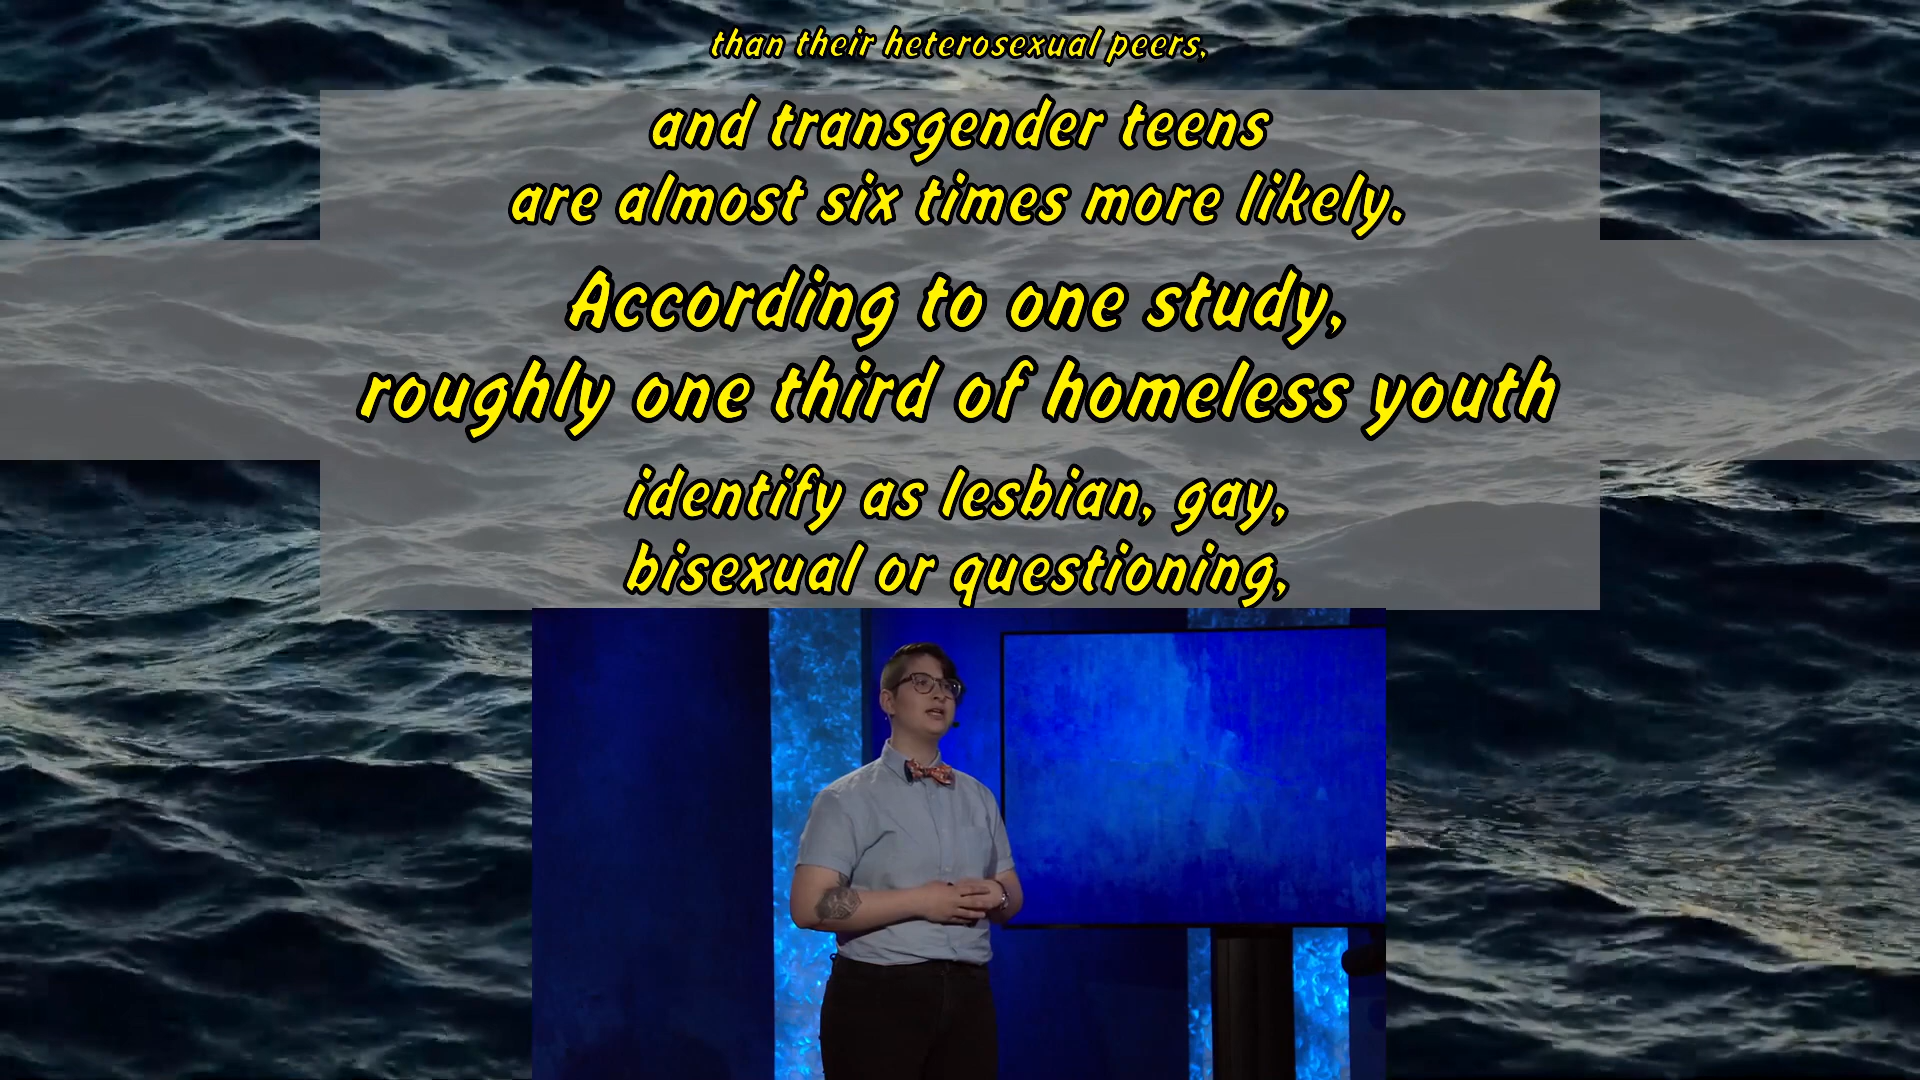 than their heterosexual peers,
and transgender teens
are almost six times more likely.
According to one study,
roughly one third of homeless youth
identify as lesbian, gay,
bisexual or questioning,